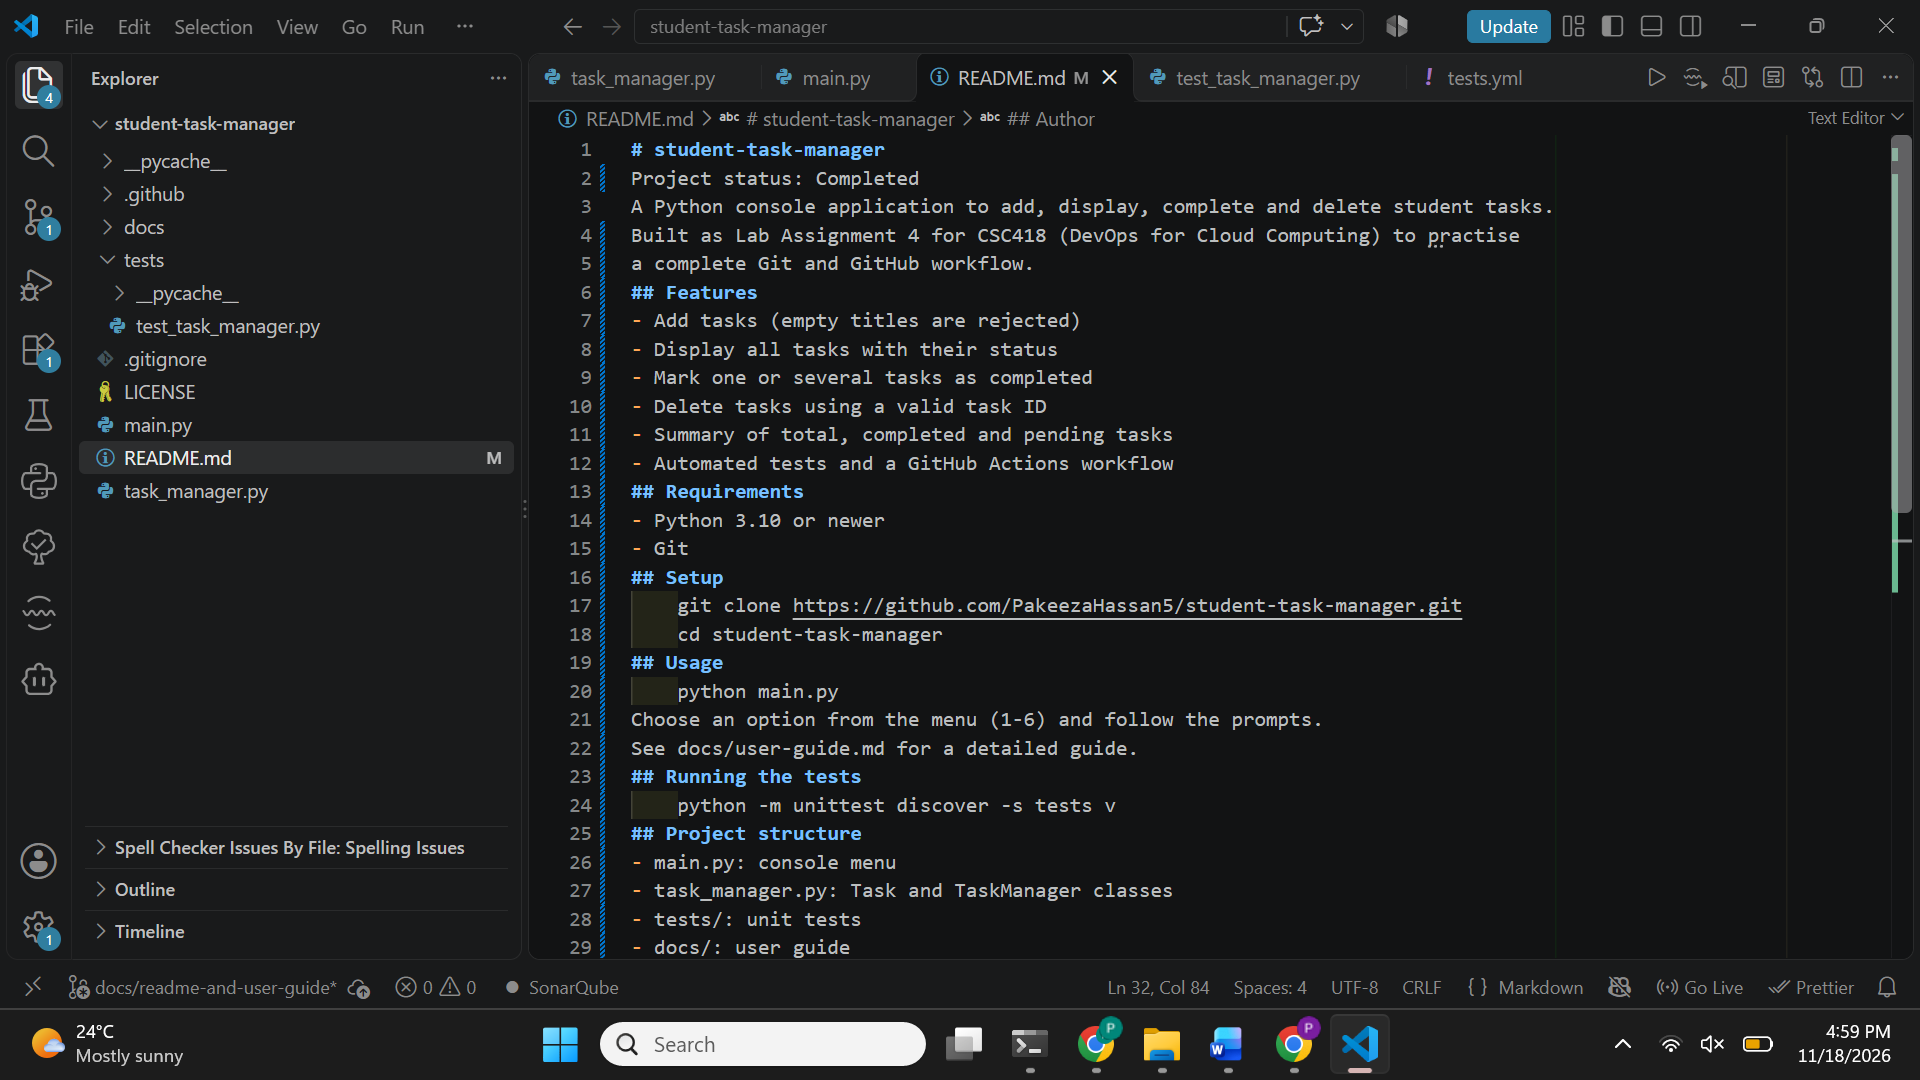 File Edit Selection View Go Run ···
student-task-manager
Update
Explorer
4
student-task-manager
__pycache__
.github
docs
tests
__pycache__
test_task_manager.py
.gitignore
LICENSE
main.py
README.md M
task_manager.py
1
1
Spell Checker Issues By File: Spelling Issues
Outline
Timeline
1
task_manager.py main.py README.md M test_task_manager.py ! tests.yml
README.md > abc # student-task-manager > abc ## Author Text Editor
1 # student-task-manager
2 Project status: Completed
3 A Python console application to add, display, complete and delete student tasks.
4 Built as Lab Assignment 4 for CSC418 (DevOps for Cloud Computing) to practise
5 a complete Git and GitHub workflow.
6 ## Features
7 - Add tasks (empty titles are rejected)
8 - Display all tasks with their status
9 - Mark one or several tasks as completed
10 - Delete tasks using a valid task ID
11 - Summary of total, completed and pending tasks
12 - Automated tests and a GitHub Actions workflow
13 ## Requirements
14 - Python 3.10 or newer
15 - Git
16 ## Setup
17 git clone https://github.com/PakeezaHassan5/student-task-manager.git
18 cd student-task-manager
19 ## Usage
20 python main.py
21 Choose an option from the menu (1-6) and follow the prompts.
22 See docs/user-guide.md for a detailed guide.
23 ## Running the tests
24 python -m unittest discover -s tests v
25 ## Project structure
26 - main.py: console menu
27 - task_manager.py: Task and TaskManager classes
28 - tests/: unit tests
29 - docs/: user guide
docs/readme-and-user-guide* 0 0 SonarQube Ln 32, Col 84 Spaces: 4 UTF-8 CRLF { } Markdown Go Live Prettier
24°C
Mostly sunny
Search
P
W
P
4:59 PM
11/18/2026